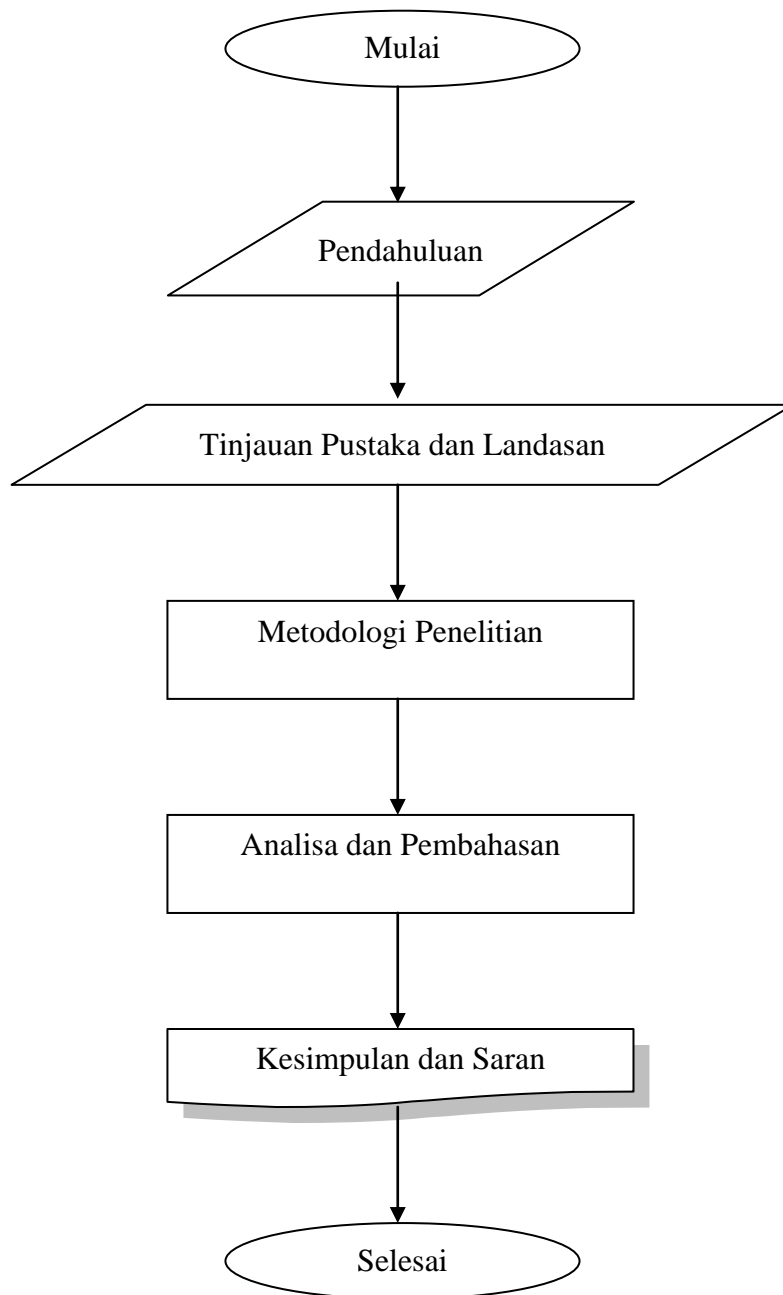 Mulai
Pendahuluan
Tinjauan Pustaka dan Landasan
Metodologi Penelitian
Analisa dan Pembahasan
Kesimpulan dan Saran
Selesai